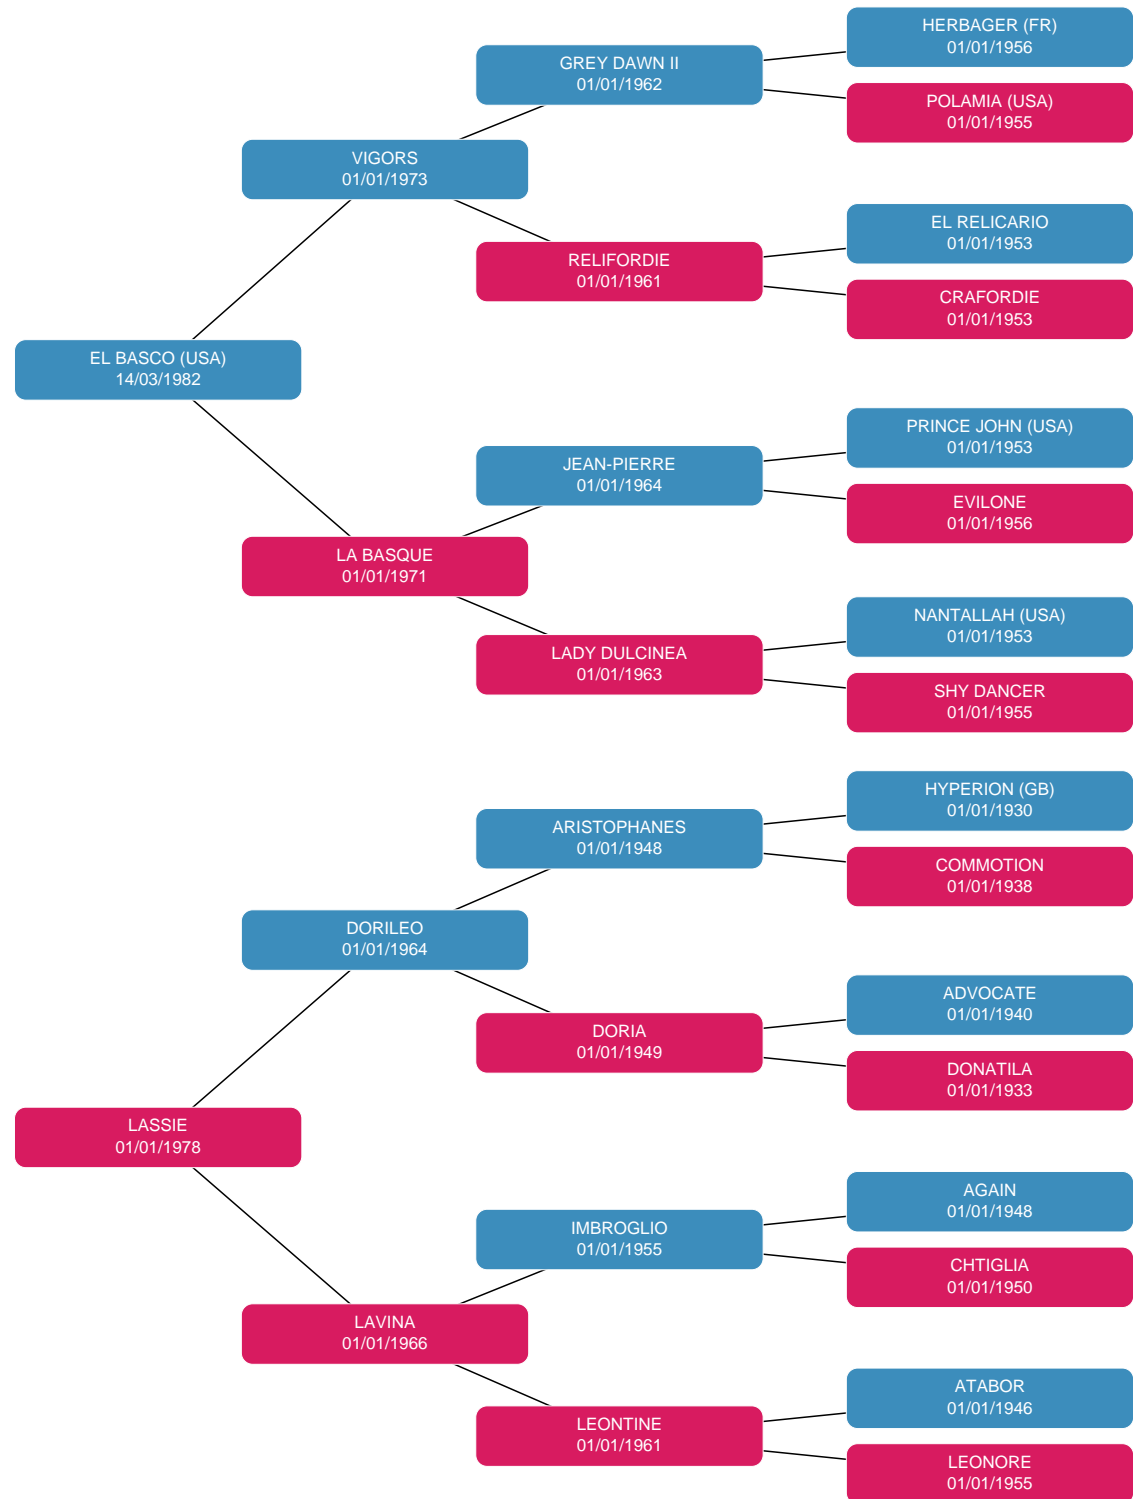 HERBAGER (FR)
01/01/1956
GREY DAWN II
01/01/1962
POLAMIA (USA)
01/01/1955
VIGORS
01/01/1973
EL RELICARIO
01/01/1953
RELIFORDIE
01/01/1961
CRAFORDIE
01/01/1953
EL BASCO (USA)
14/03/1982
PRINCE JOHN (USA)
01/01/1953
JEAN-PIERRE
01/01/1964
EVILONE
01/01/1956
LA BASQUE
01/01/1971
NANTALLAH (USA)
01/01/1953
LADY DULCINEA
01/01/1963
SHY DANCER
01/01/1955
HYPERION (GB)
01/01/1930
ARISTOPHANES
01/01/1948
COMMOTION
01/01/1938
DORILEO
01/01/1964
ADVOCATE
01/01/1940
DORIA
01/01/1949
DONATILA
01/01/1933
LASSIE
01/01/1978
AGAIN
01/01/1948
IMBROGLIO
01/01/1955
CHTIGLIA
01/01/1950
LAVINA
01/01/1966
ATABOR
01/01/1946
LEONTINE
01/01/1961
LEONORE
01/01/1955